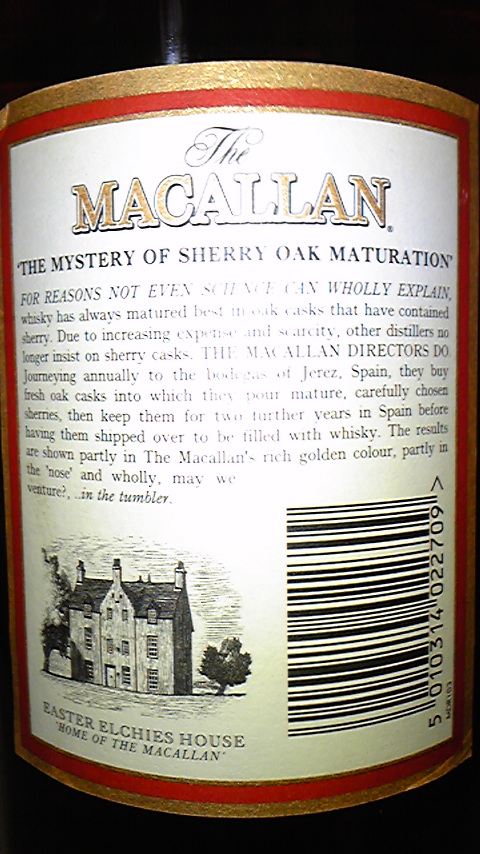 The
MACALLAN®
"THE MYSTERY OF SHERRY OAK MATURATION"
FOR REASONS NOT EVEN SCIENCE CAN WHOLLY EXPLAIN,
whisky has always matured best in oak casks that have contained
sherry. Due to increasing expense and scarcity, other distillers no
longer insist on sherry casks. THE MACALLAN DIRECTORS DO.
Journeying annually to the bodegas of Jerez, Spain, they buy
fresh oak casks into which they pour mature, carefully chosen
sherries, then keep them for two further years in Spain before
having them shipped over to be filled with whisky. The results
are shown partly in The Macallan's rich golden colour, partly in
the 'nose' and wholly, may we
venture?, ..in the tumbler.
5 010314 022709 >
EASTER ELCHIES HOUSE
'HOME OF THE MACALLAN'